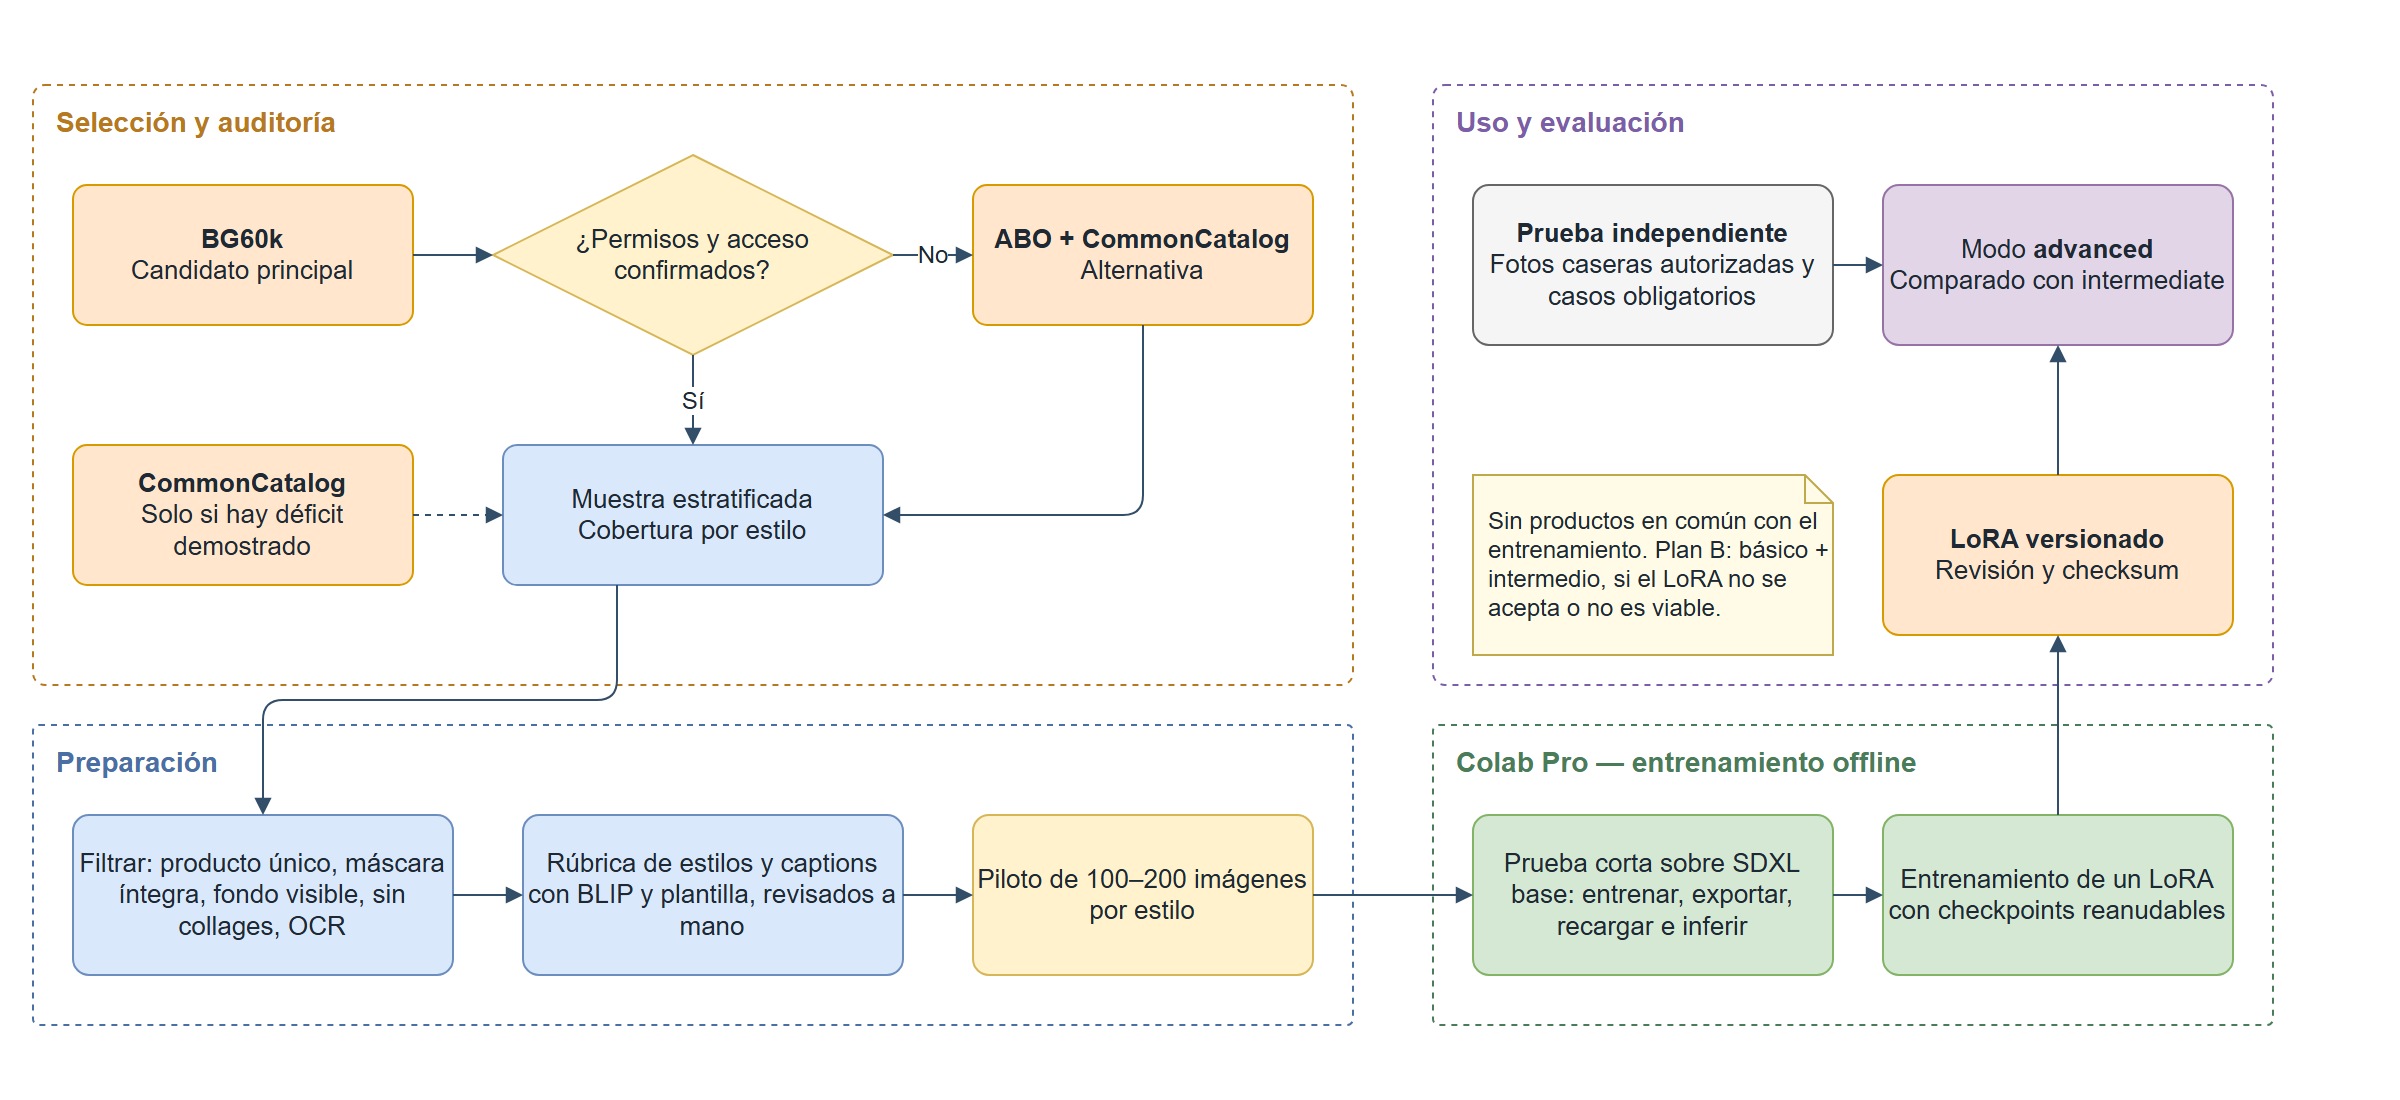 Selección y auditoría
BG60k
Candidato principal
¿Permisos y acceso
confirmados?
No
ABO + CommonCatalog
Alternativa
Sí
CommonCatalog
Solo si hay déficit
demostrado
Muestra estratificada
Cobertura por estilo
Uso y evaluación
Prueba independiente
Fotos caseras autorizadas y
casos obligatorios
Modo advanced
Comparado con intermediate
Sin productos en común con el
entrenamiento. Plan B: básico +
intermedio, si el LoRA no se
acepta o no es viable.
LoRA versionado
Revisión y checksum
Preparación
Filtrar: producto único, máscara
íntegra, fondo visible, sin
collages, OCR
Rúbrica de estilos y captions
con BLIP y plantilla, revisados a
mano
Piloto de 100–200 imágenes
por estilo
Colab Pro — entrenamiento offline
Prueba corta sobre SDXL
base: entrenar, exportar,
recargar e inferir
Entrenamiento de un LoRA
con checkpoints reanudables